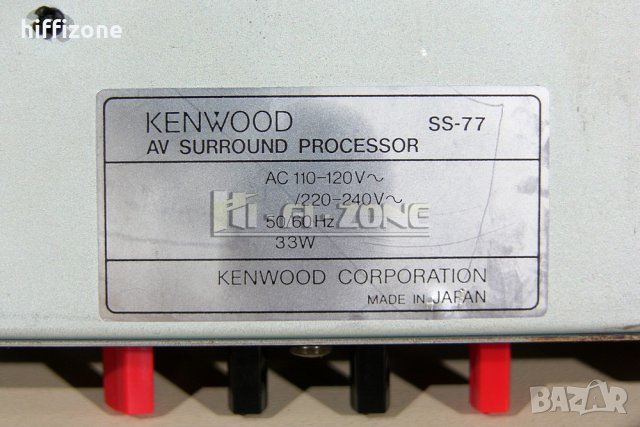 hiffizone
KENWOOD SS-77
AV SURROUND PROCESSOR
AC 110-120V~
/220-240V~
Hi FI-ZONE
50/60Hz
33W
KENWOOD CORPORATION
MADE IN JAPAN
BAZAR